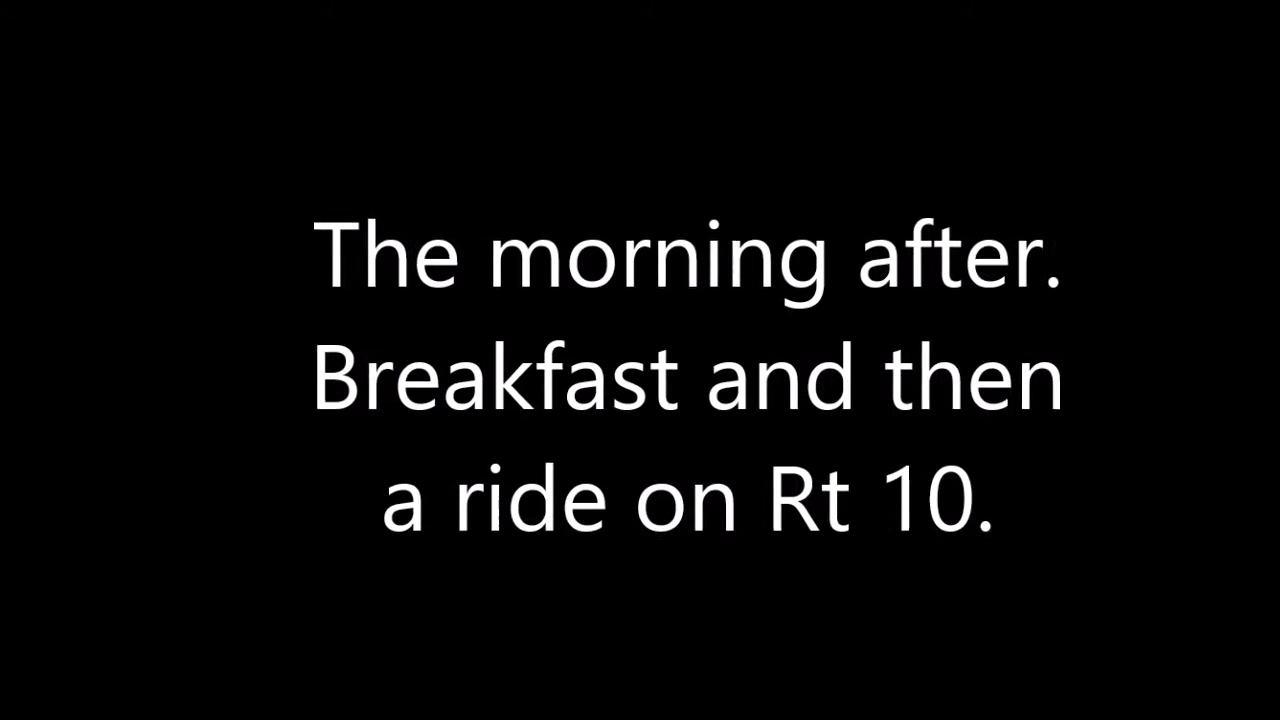 The morning after.
Breakfast and then
a ride on Rt 10.